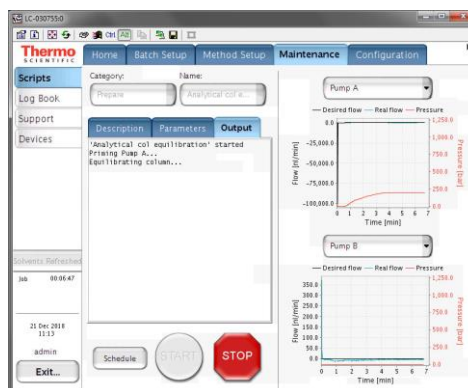 LC-030755:0
Ctrl Alt
Thermo
SCIENTIFIC
Home
Batch Setup
Method Setup
Maintenance
Configuration
Scripts
Log Book
Support
Devices
Category:
Name:
Prepare
Analytical col e...
Description
Parameters
Output
'Analytical col equilibration' started
Priming Pump A...
Equilibrating column...
Solvents Refreshed
Job 00:06:47
21 Dec 2018
11:13
admin
Exit...
Schedule
START
STOP
Pump A
Desired flow Real flow Pressure
0.0
-25,000.0
-50,000.0
-75,000.0
-100,000.0
Flow [nl/min]
1,250.0
1,000.0
750.0
500.0
250.0
0.0
Pressure [bar]
0 1 2 3 4 5 6 7
Time [min]
Pump B
Desired flow Real flow Pressure
350.0
300.0
250.0
200.0
150.0
100.0
50.0
0.0
Flow [nl/min]
1,250.0
1,000.0
750.0
500.0
250.0
0.0
Pressure [bar]
0 1 2 3 4 5 6 7
Time [min]